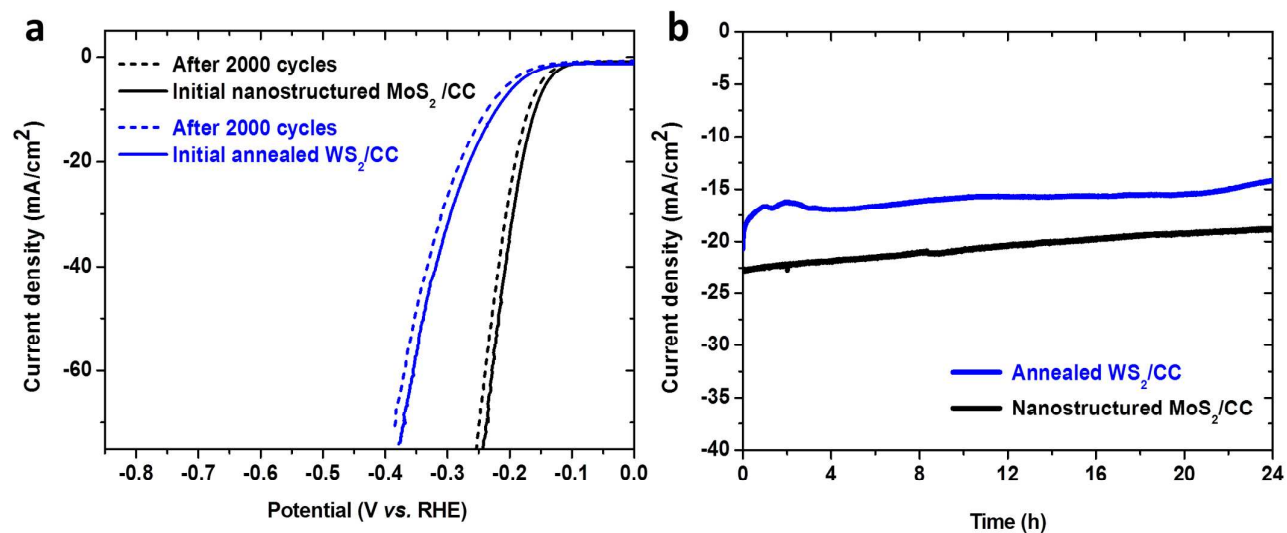 a
After 2000 cycles
Initial nanostructured MoS₂ /CC
After 2000 cycles
Initial annealed WS₂/CC
Current density (mA/cm²)
0
-20
-40
-60
-0.8 -0.7 -0.6 -0.5 -0.4 -0.3 -0.2 -0.1 0.0
Potential (V vs. RHE)
b
Current density (mA/cm²)
0
-5
-10
-15
-20
-25
-30
-35
-40
Annealed WS₂/CC
Nanostructured MoS₂/CC
0 4 8 12 16 20 24
Time (h)